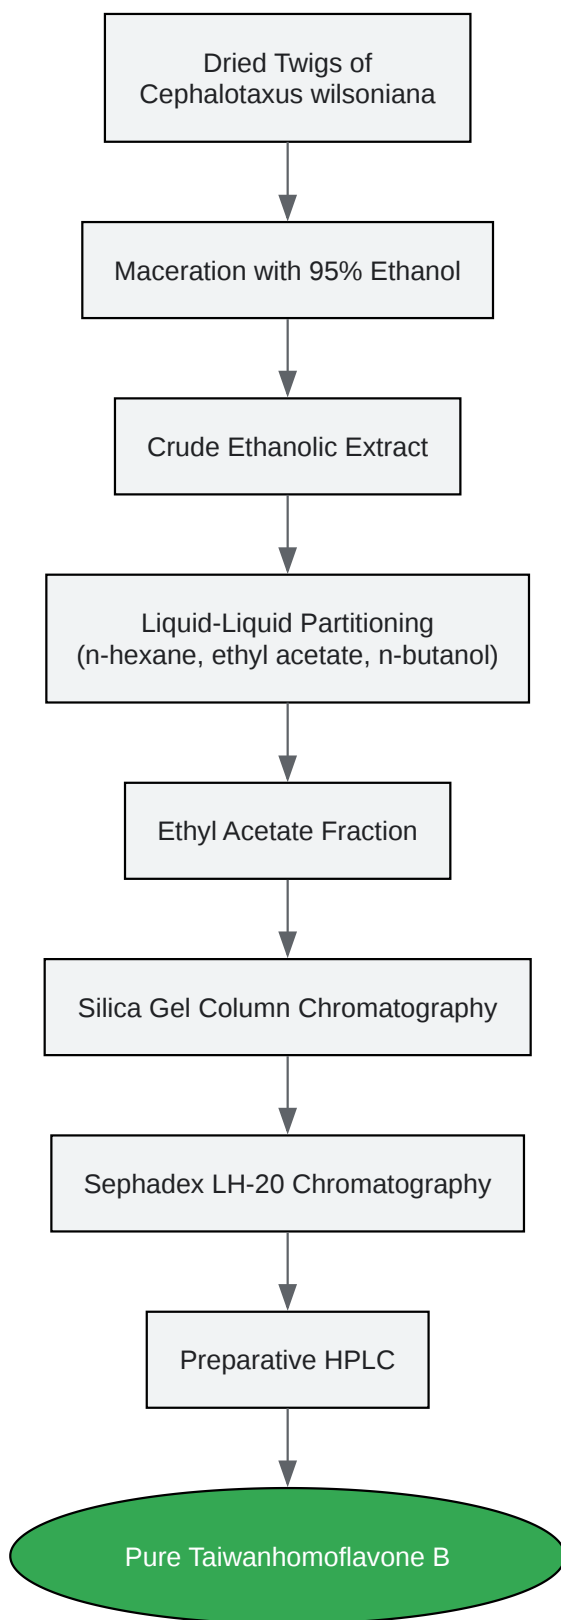 Dried Twigs of
Cephalotaxus wilsoniana
Maceration with 95% Ethanol
Crude Ethanolic Extract
Liquid-Liquid Partitioning
(n-hexane, ethyl acetate, n-butanol)
Ethyl Acetate Fraction
Silica Gel Column Chromatography
Sephadex LH-20 Chromatography
Preparative HPLC
Pure Taiwanhomoflavone B